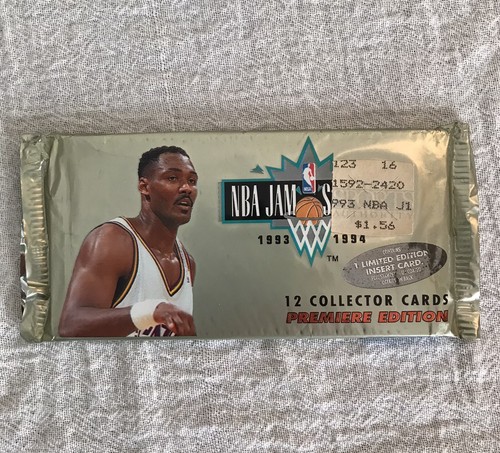 123 16
1592-2420
993 NBA J1
$1.56
NBA JAM S
1993 1994
TM
1 LIMITED EDITION
INSERT CARD
12 COLLECTOR CARDS
PREMIERE EDITION